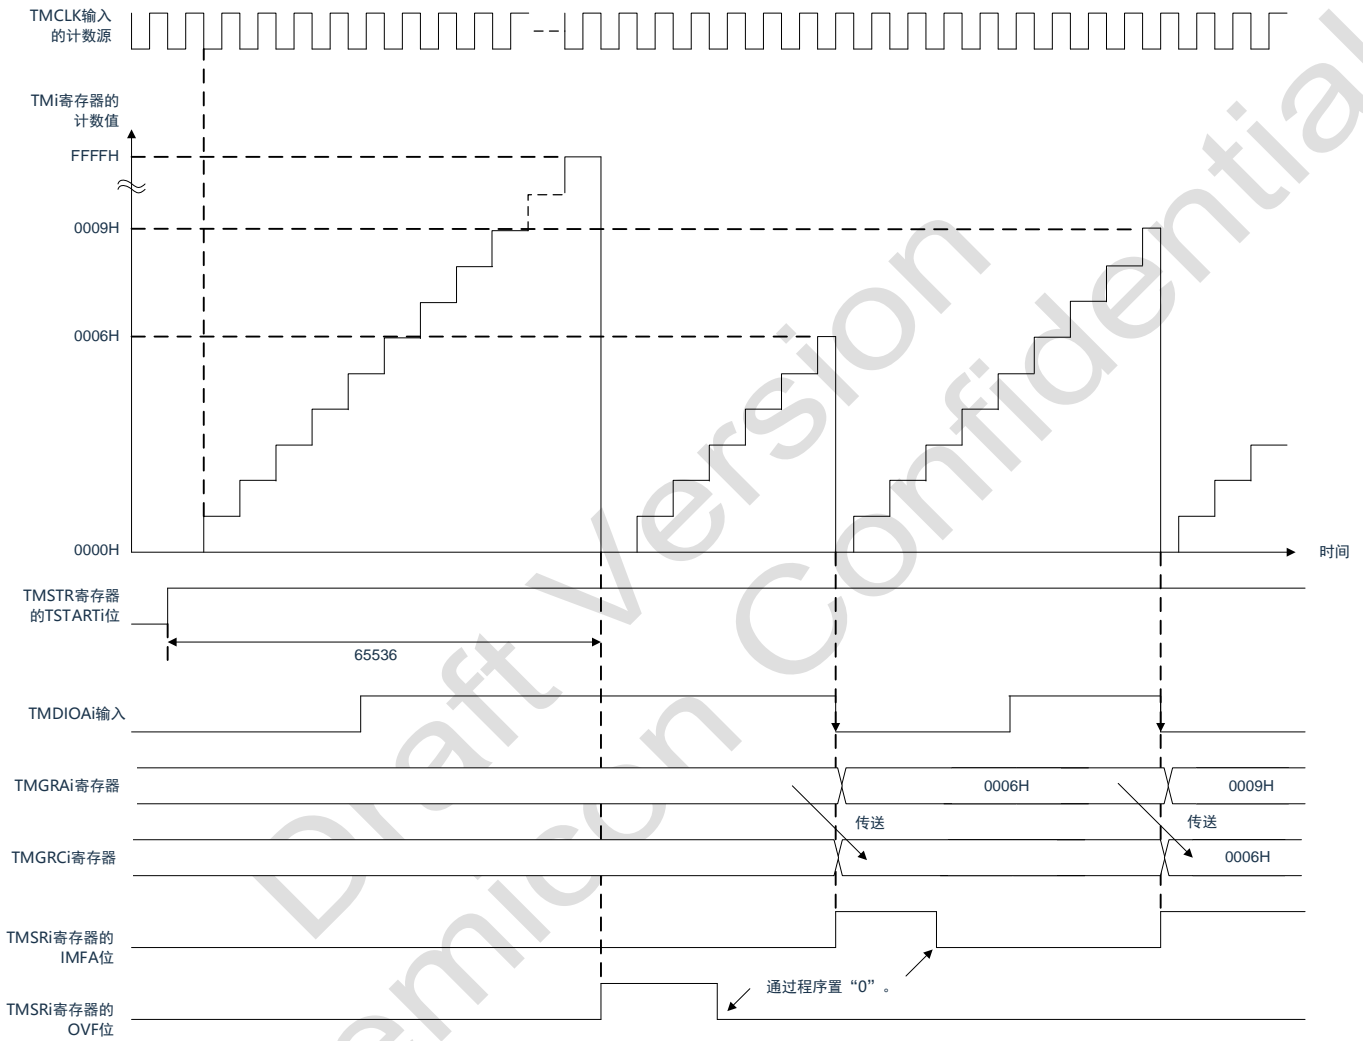 TMCLK输入
的计数源
TMi寄存器的
计数值
FFFFH
0009H
0006H
0000H
时间
TMSTR寄存器
的TSTARTi位
65536
TMDIOAi输入
TMGRAi寄存器
0006H
0009H
传送
传送
TMGRCi寄存器
0006H
TMSRi寄存器的
IMFA位
通过程序置“0”。
TMSRi寄存器的
OVF位
Draft Version
emicon Confidential